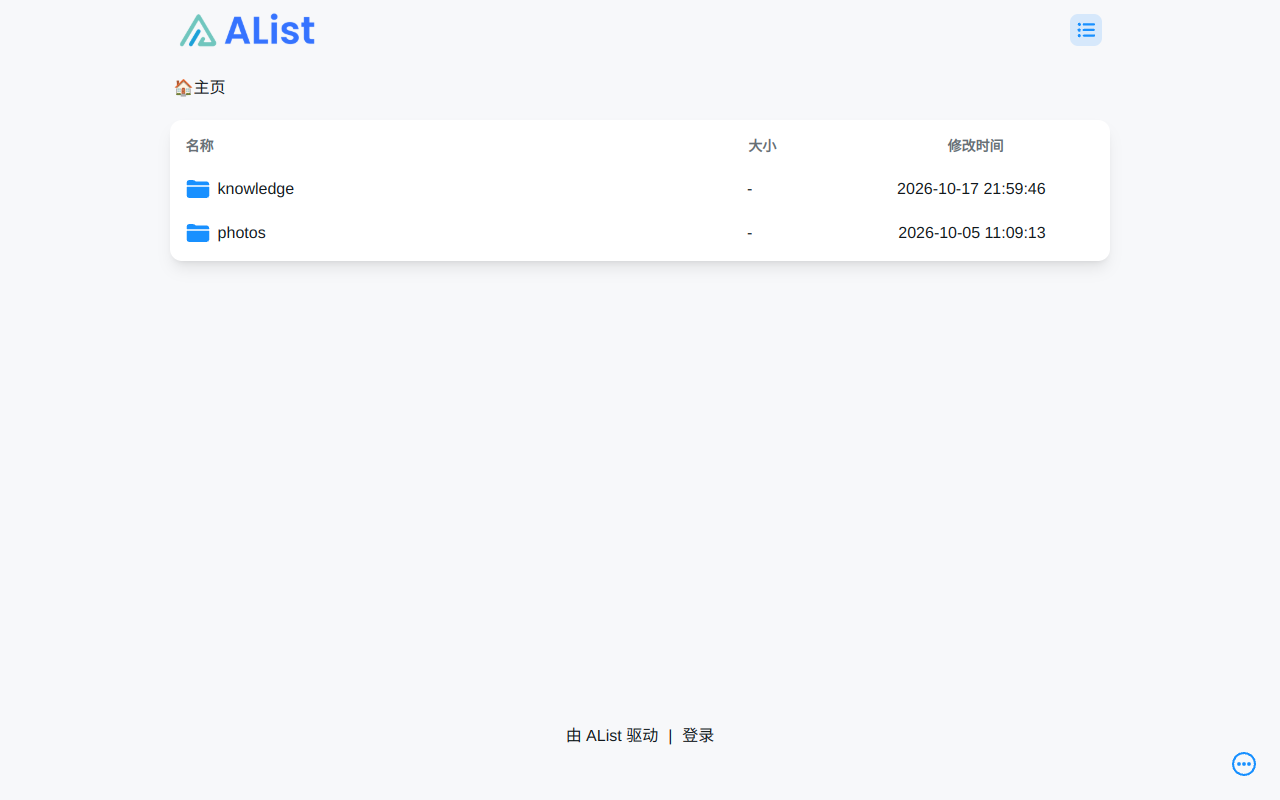 AList
🏠主页
名称 大小 修改时间
knowledge - 2026-10-17 21:59:46
photos - 2026-10-05 11:09:13
由 AList 驱动 | 登录